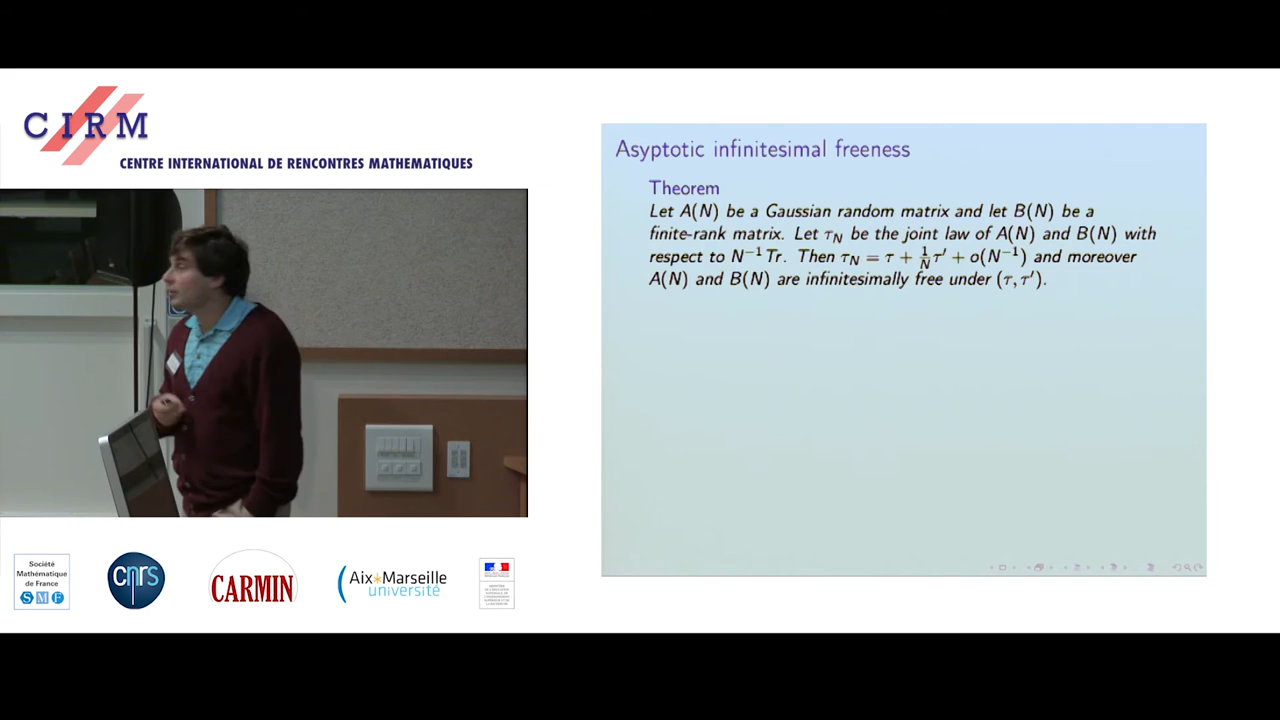 CIRM
CENTRE INTERNATIONAL DE RENCONTRES MATHEMATIQUES
Asyptotic infinitesimal freeness
Theorem
Let A(N) be a Gaussian random matrix and let B(N) be a
finite-rank matrix. Let τ_N be the joint law of A(N) and B(N) with
respect to N⁻¹ Tr. Then τ_N = τ + 1/N τ′ + o(N⁻¹) and moreover
A(N) and B(N) are infinitesimally free under (τ, τ′).
Société
Mathématique
de France
SMF
cnrs
CARMIN
Aix*Marseille
université